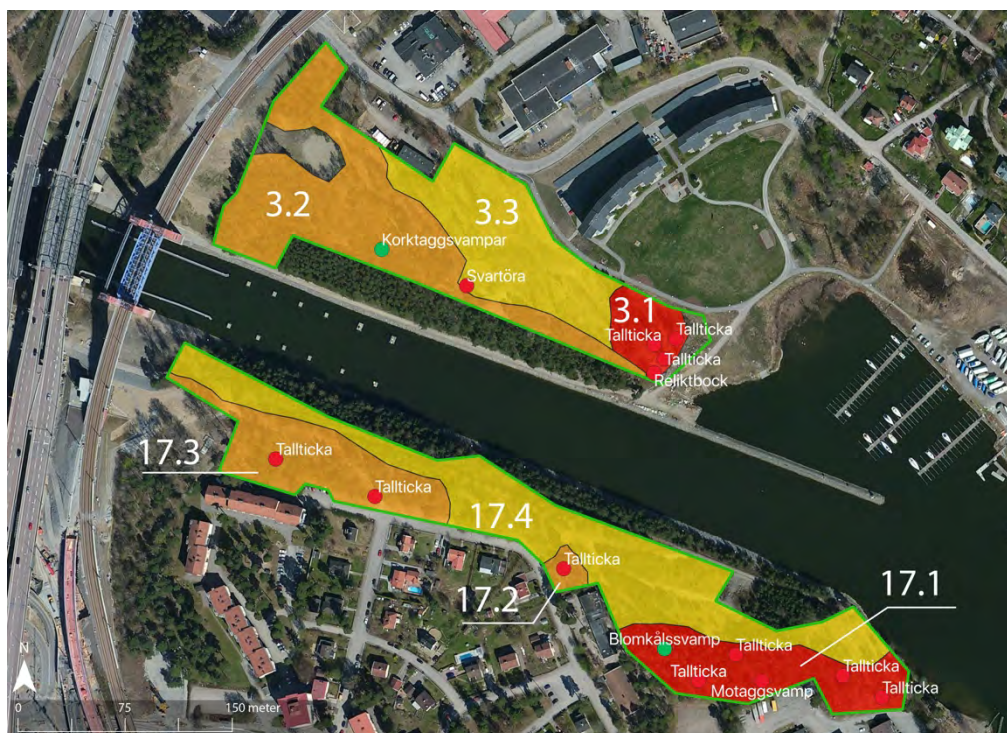 3.2
3.3
Korktaggsvampar
Svartöra
3.1
Tallticka
Tallticka
Tallticka
Reliktbock
17.3
Tallticka
Tallticka
17.4
Tallticka
17.2
17.1
Blomkålssvamp
Tallticka
Tallticka
Tallticka
Motaggsvamp
Tallticka
N
0
75
150 meter